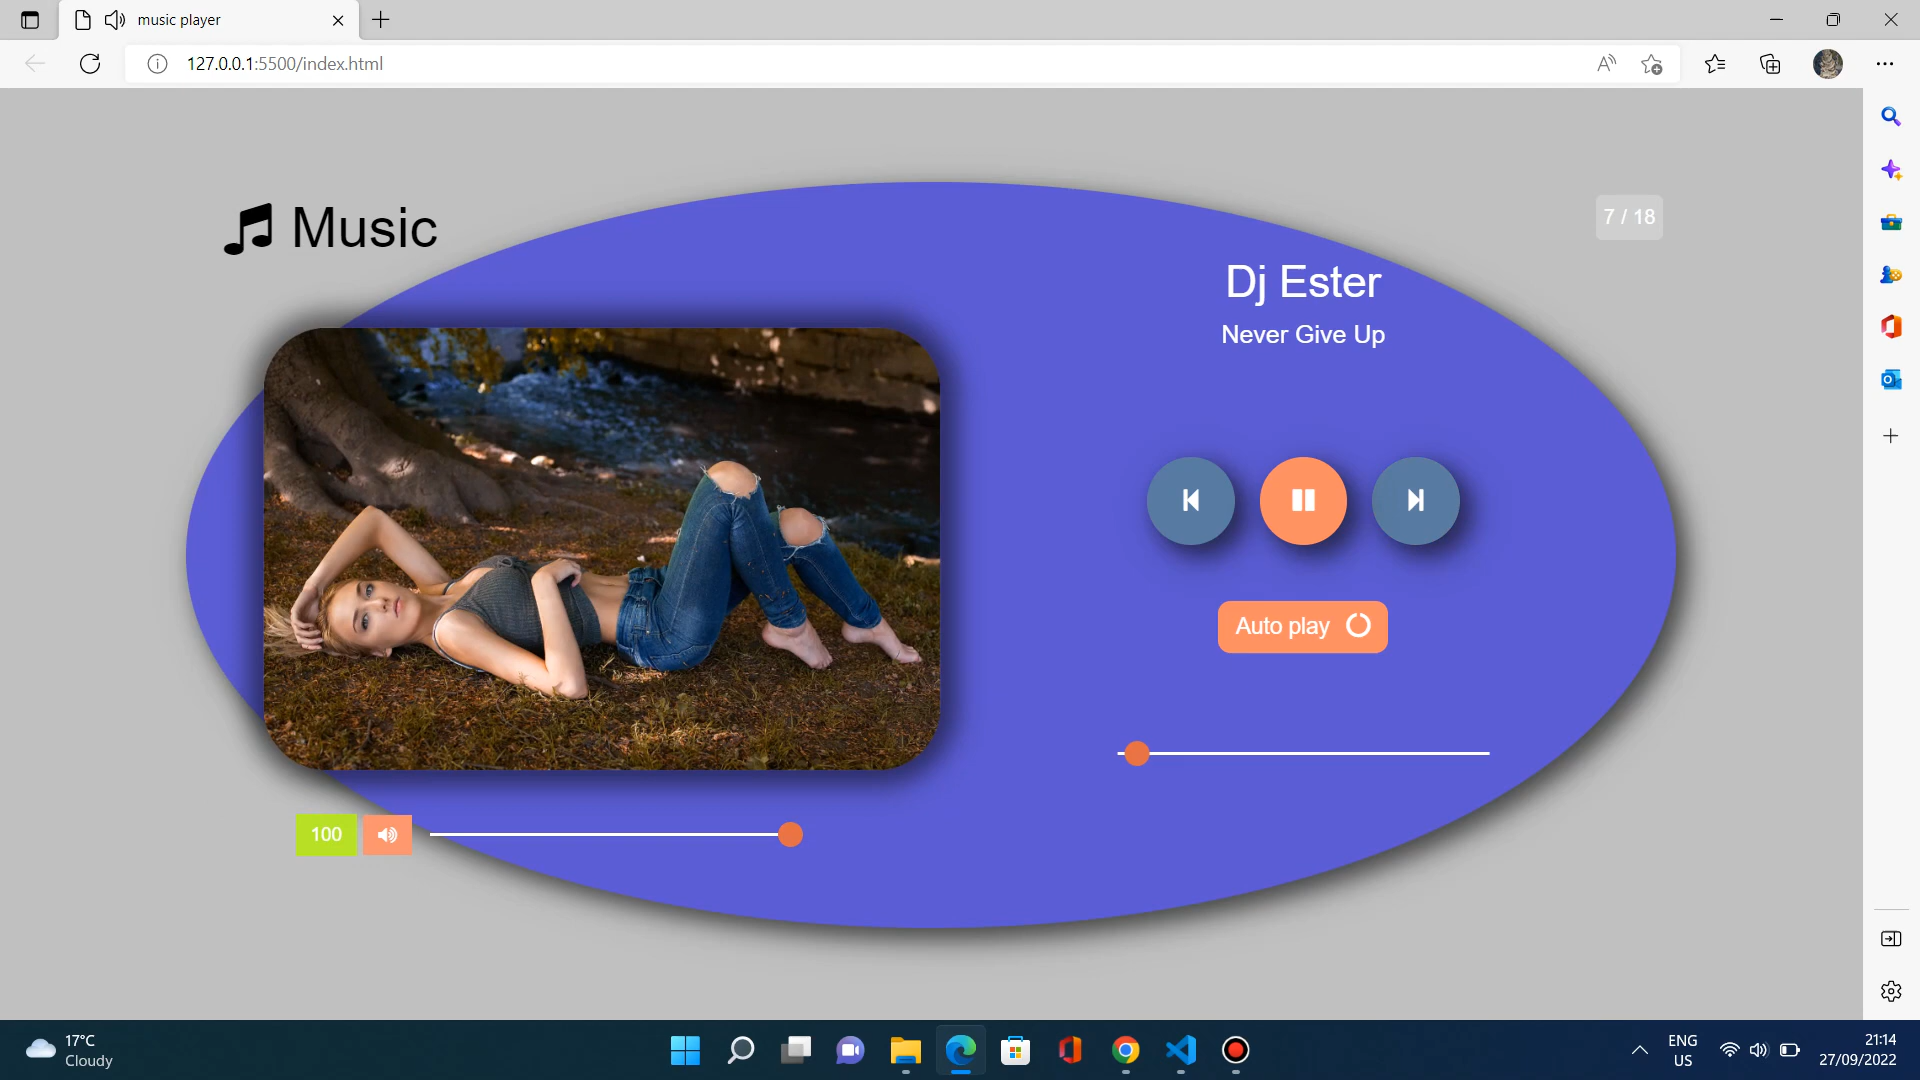 music player
127.0.0.1:5500/index.html
Music
7 / 18
Dj Ester
Never Give Up
Auto play
100
17°C
Cloudy
ENG
US
21:14
27/09/2022